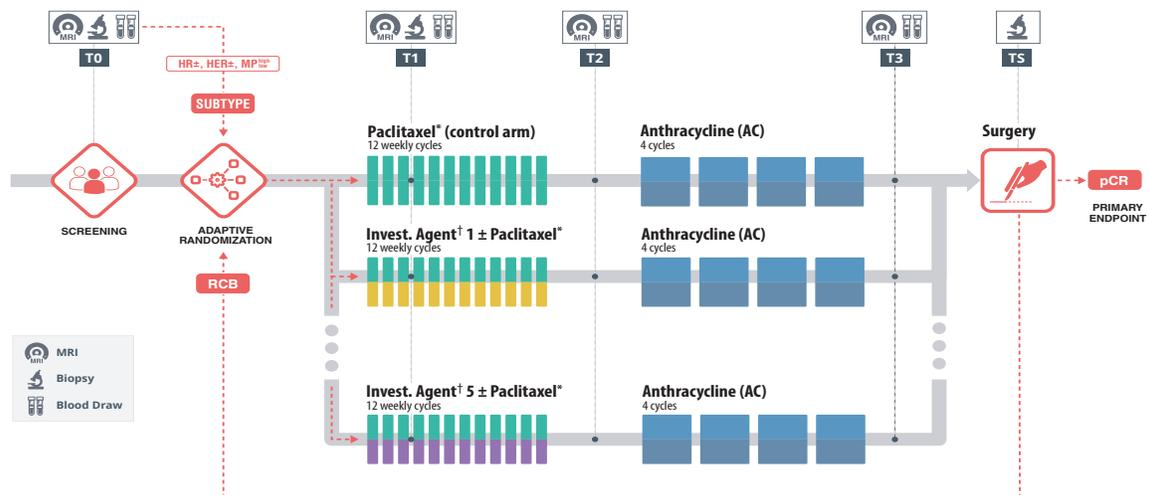 MRI
MRI
MRI
MRI
T0
T1
T2
T3
TS
HR±, HER±, MP high low
SUBTYPE
Paclitaxel* (control arm)
12 weekly cycles
Anthracycline (AC)
4 cycles
Surgery
pCR
PRIMARY
ENDPOINT
SCREENING
ADAPTIVE
RANDOMIZATION
Invest. Agent† 1 ± Paclitaxel*
12 weekly cycles
Anthracycline (AC)
4 cycles
RCB
MRI
MRI
Biopsy
Blood Draw
Invest. Agent† 5 ± Paclitaxel*
12 weekly cycles
Anthracycline (AC)
4 cycles